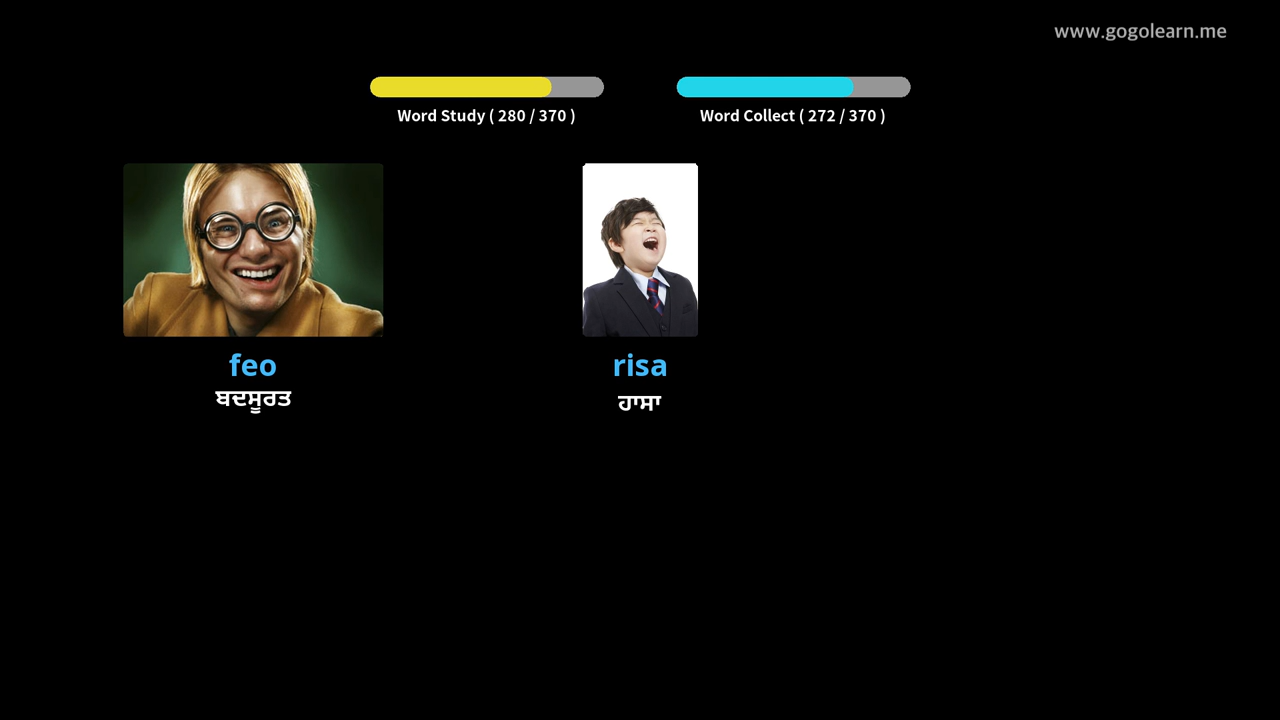 www.gogolearn.me
Word Study ( 280 / 370 )
Word Collect ( 272 / 370 )
feo
ਬਦਸੂਰਤ
risa
ਹਾਸਾ